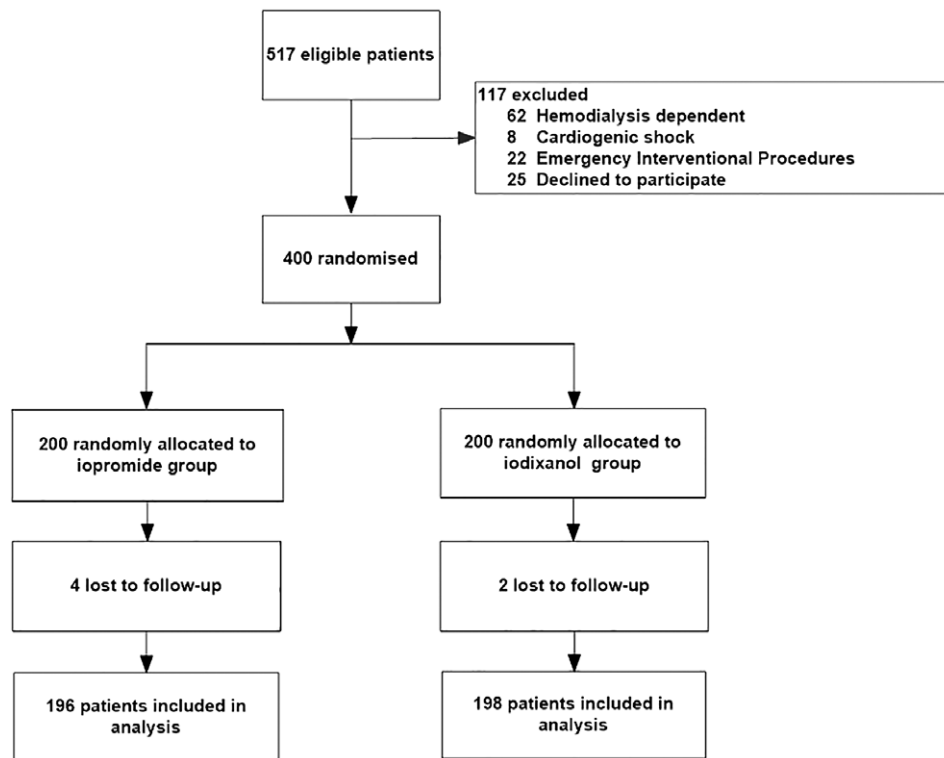 517 eligible patients
117 excluded
62 Hemodialysis dependent
8 Cardiogenic shock
22 Emergency Interventional Procedures
25 Declined to participate
400 randomised
200 randomly allocated to
iopromide group
200 randomly allocated to
iodixanol group
4 lost to follow-up
2 lost to follow-up
196 patients included in
analysis
198 patients included in
analysis